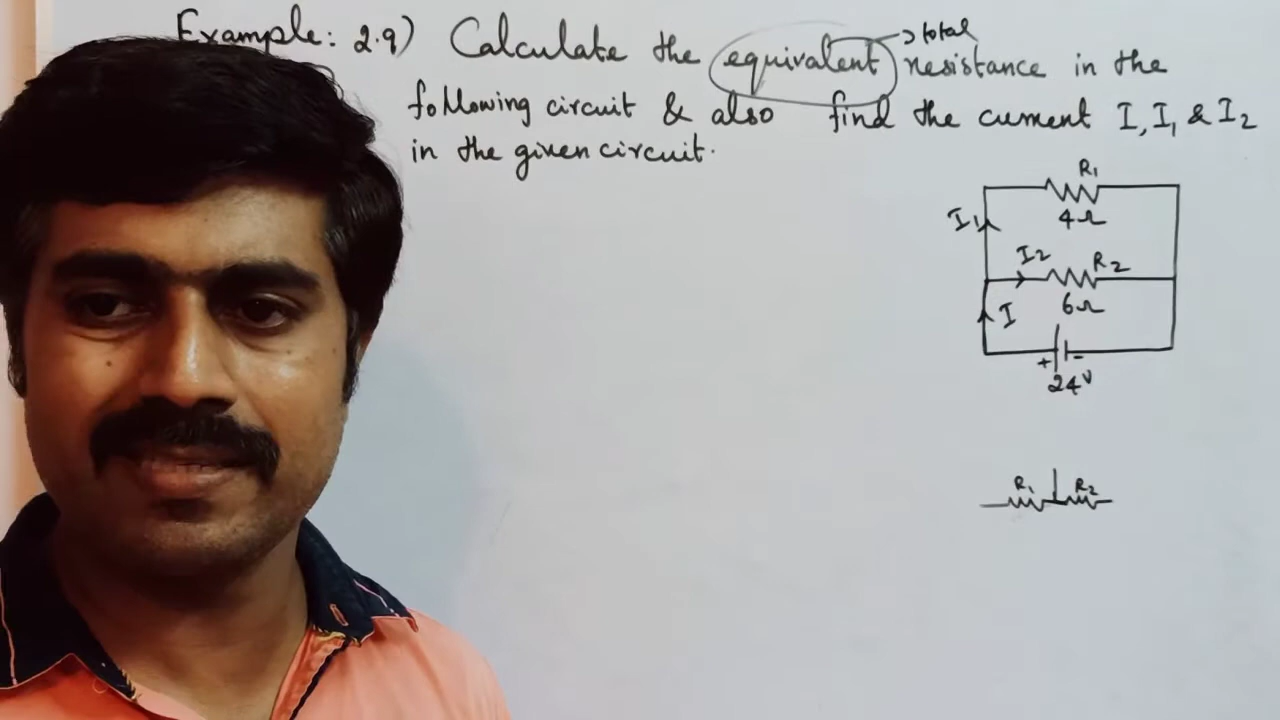 Example: 2.9) Calculate the equivalent resistance in the
→ total
following circuit & also find the current I, I₁ & I₂
in the given circuit.
R₁
4Ω
I₁
I₂
R₂
6Ω
I
+ -
24V
R₁ R₂